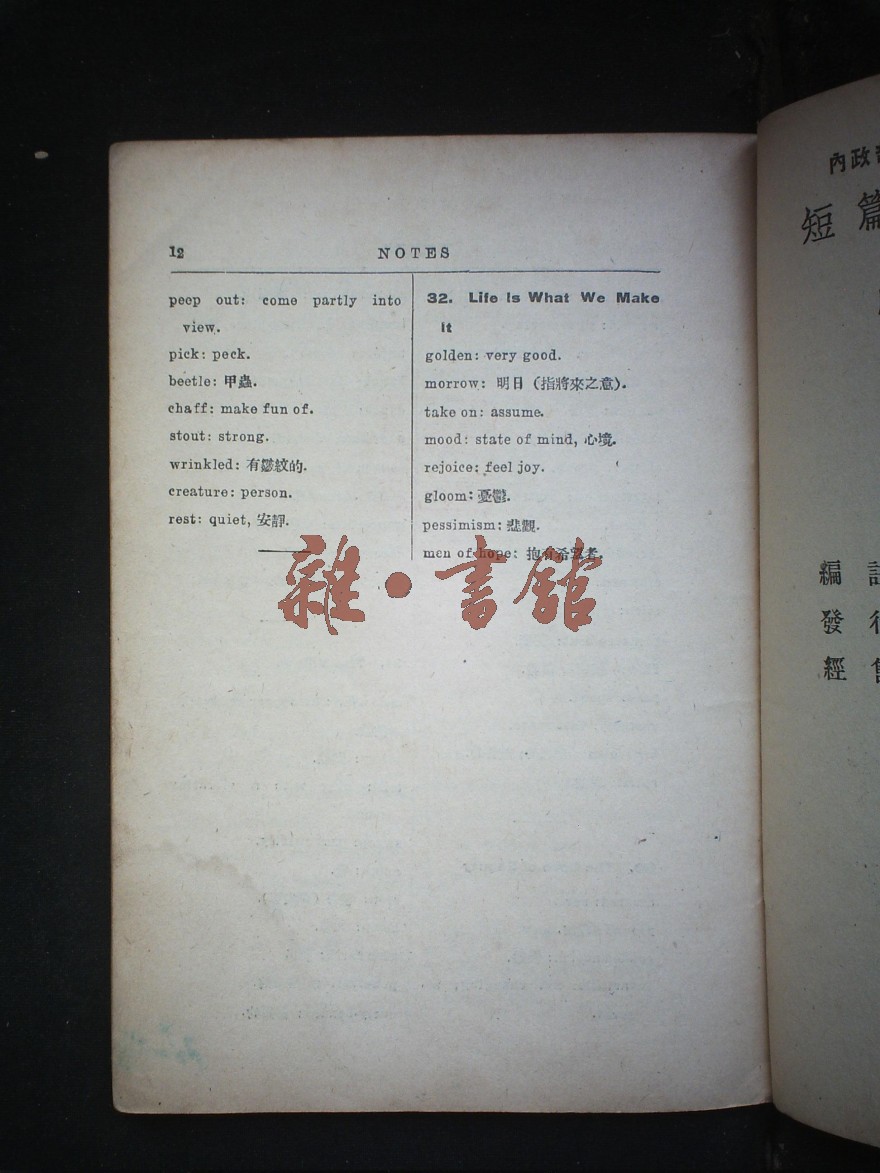 12
NOTES
peep out: come partly into
view.
pick: peck.
beetle: 甲蟲.
chaff: make fun of.
stout: strong.
wrinkled: 有皺紋的.
creature: person.
rest: quiet, 安靜.
32. Life Is What We Make
It
golden: very good.
morrow: 明日 (指將來之意).
take on: assume.
mood: state of mind, 心境.
rejoice: feel joy.
gloom: 憂鬱.
pessimism: 悲觀.
men of hope: 抱有希望者.
雜·書館
內政
短篇
編
發
經